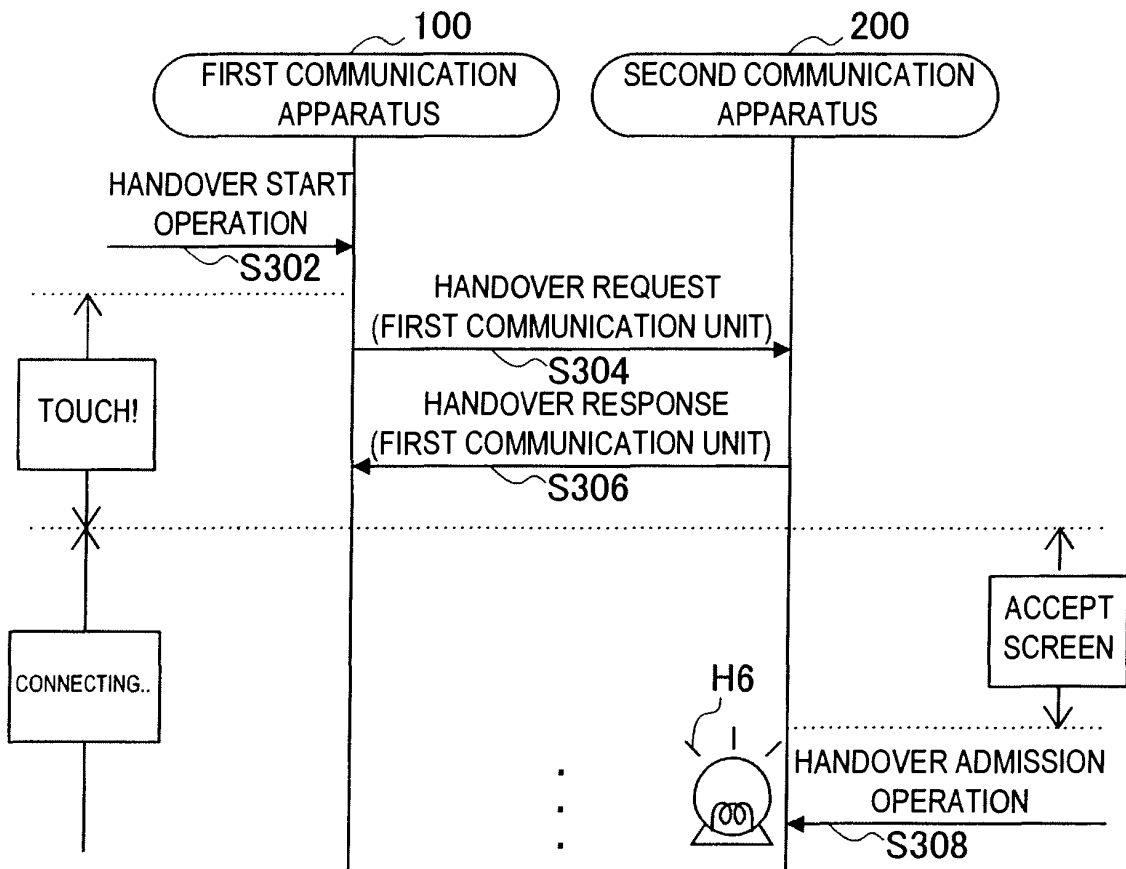 100
200
FIRST COMMUNICATION
APPARATUS
SECOND COMMUNICATION
APPARATUS
HANDOVER START
OPERATION
S302
HANDOVER REQUEST
(FIRST COMMUNICATION UNIT)
S304
TOUCH!
HANDOVER RESPONSE
(FIRST COMMUNICATION UNIT)
S306
ACCEPT
SCREEN
CONNECTING..
H6
HANDOVER ADMISSION
OPERATION
S308